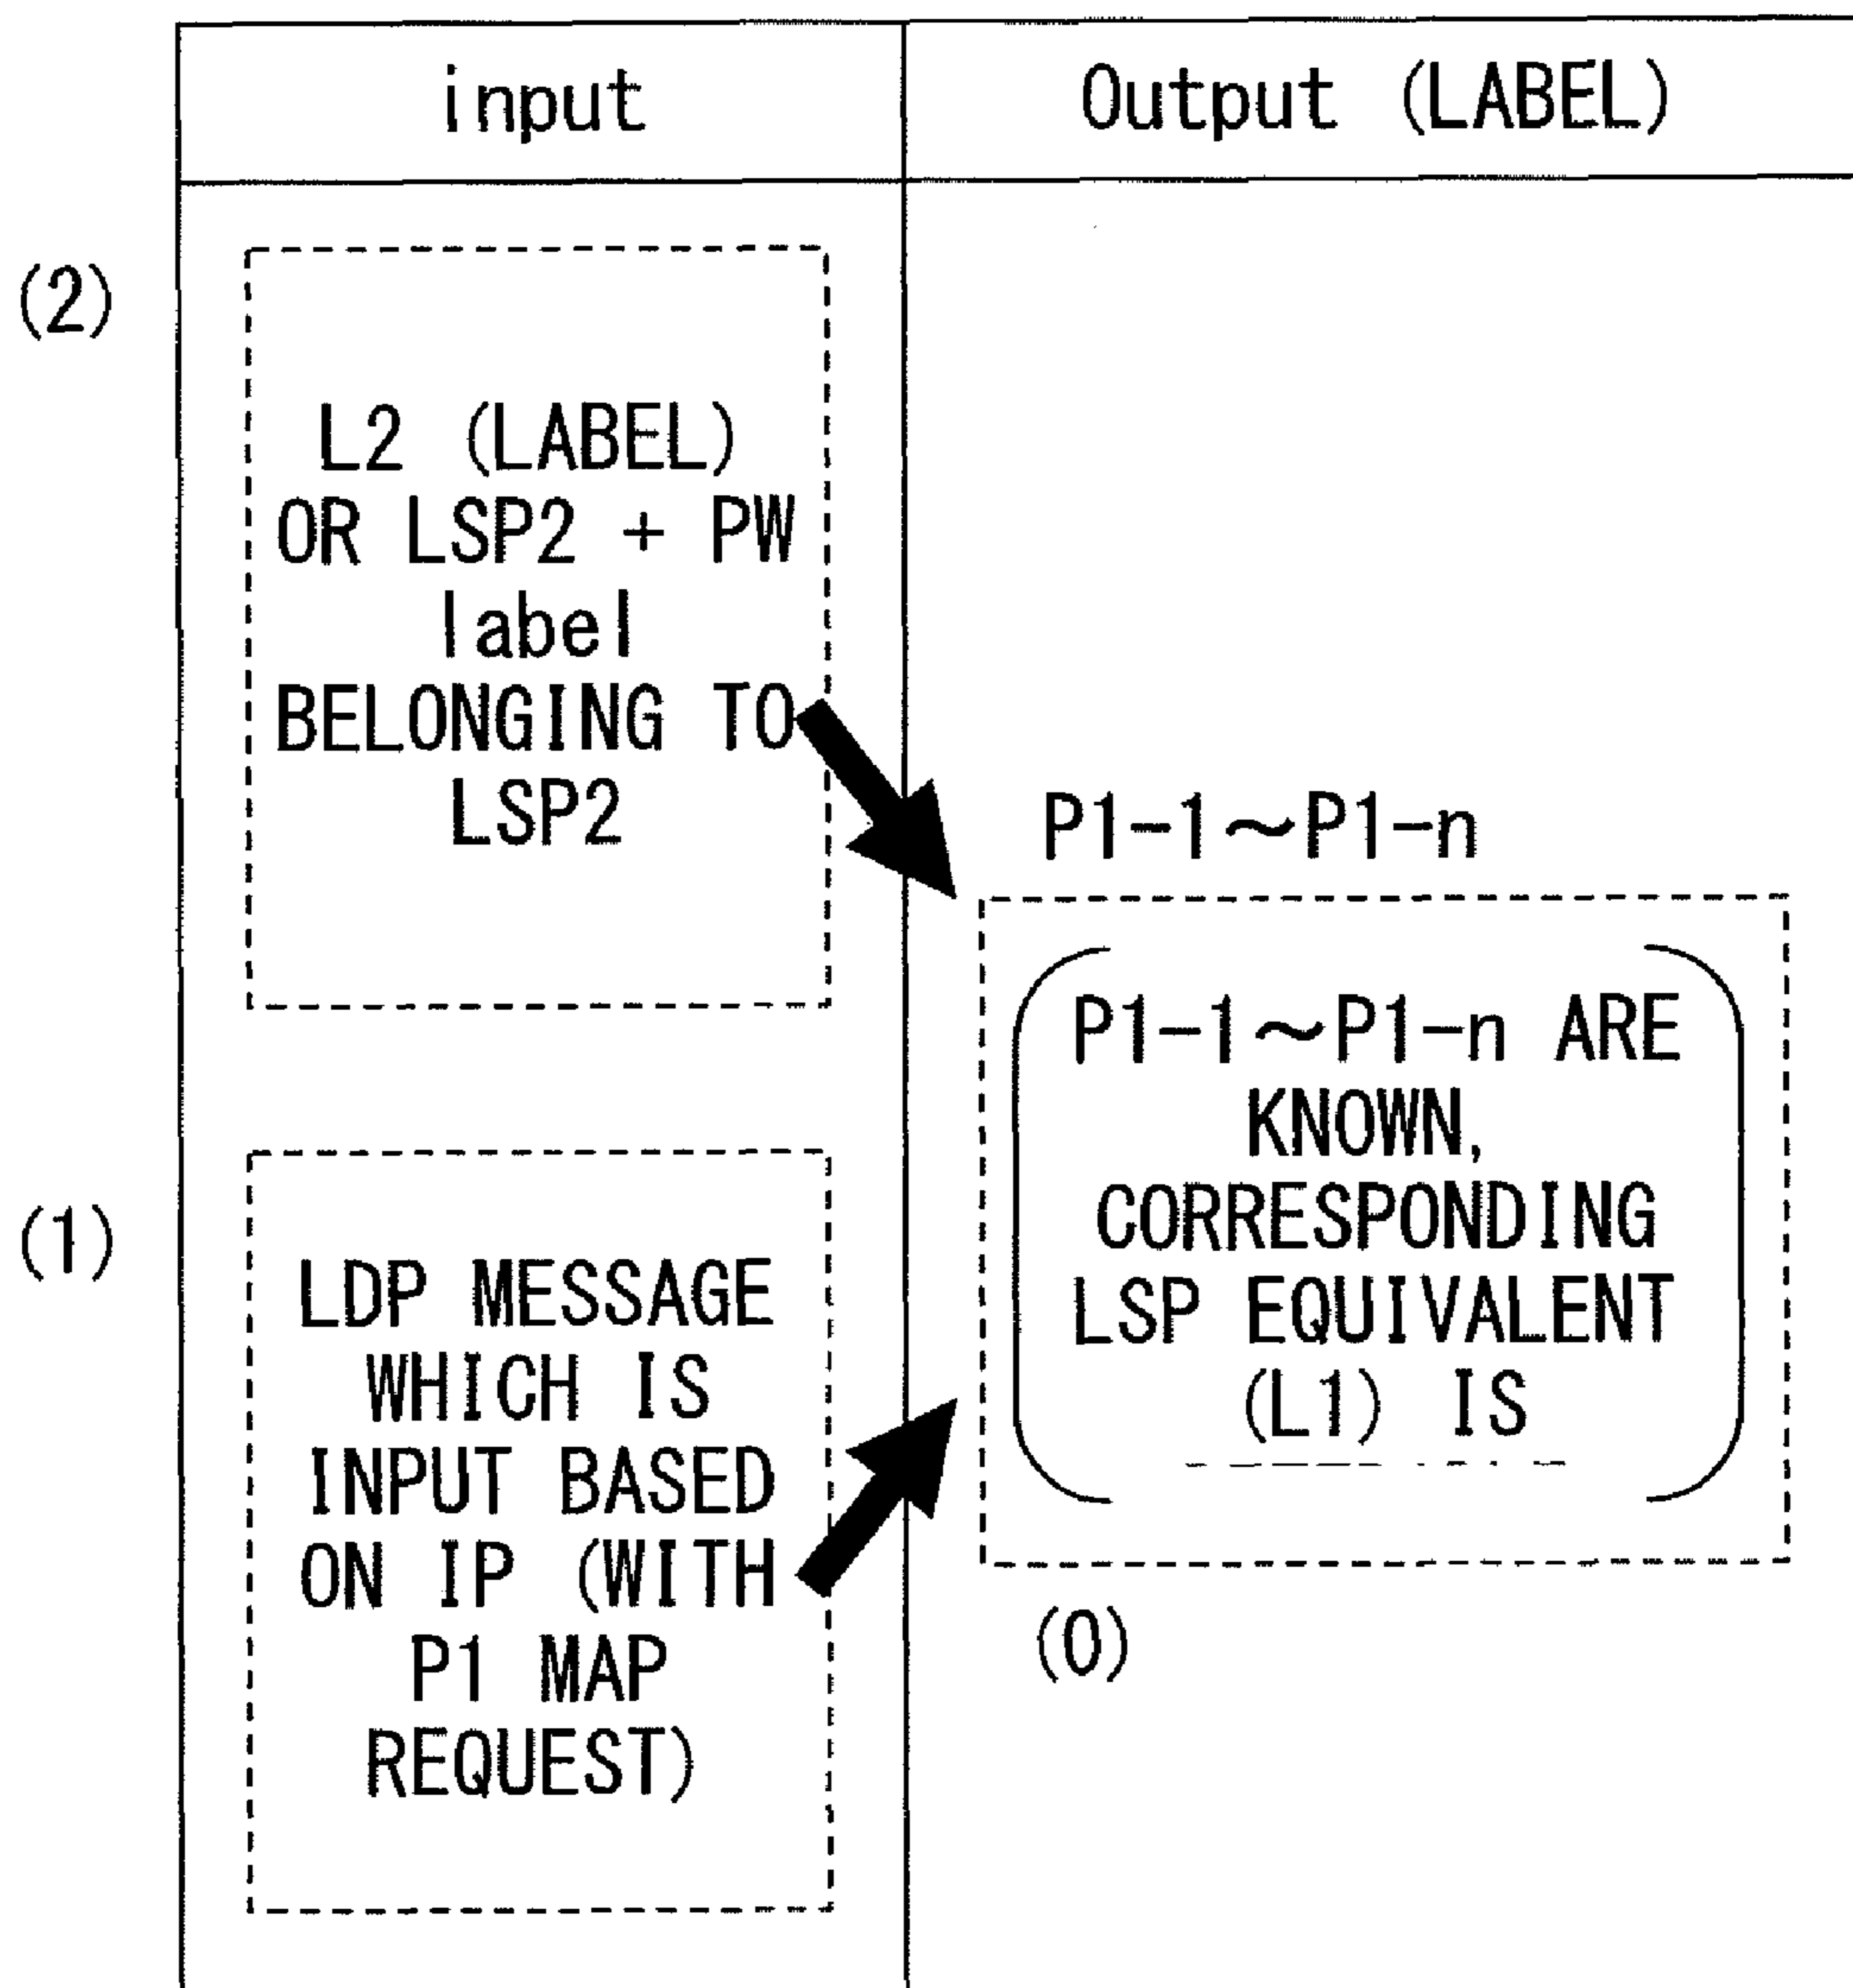 input
Output (LABEL)
(2)
L2 (LABEL)
OR LSP2 + PW
label
BELONGING TO
LSP2
P1-1～P1-n
P1-1～P1-n ARE
KNOWN,
CORRESPONDING
LSP EQUIVALENT
(L1) IS
(0)
(1)
LDP MESSAGE
WHICH IS
INPUT BASED
ON IP (WITH
P1 MAP
REQUEST)